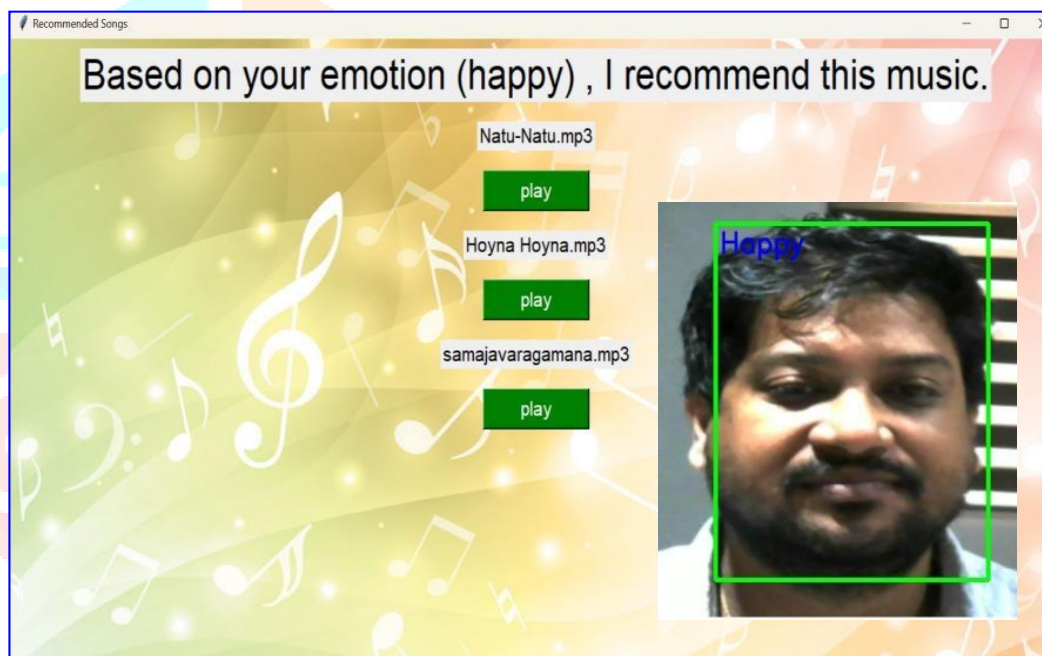 Recommended Songs
Based on your emotion (happy) , I recommend this music.
Natu-Natu.mp3
play
Hoyna Hoyna.mp3
play
samajavaragamana.mp3
play
Happy